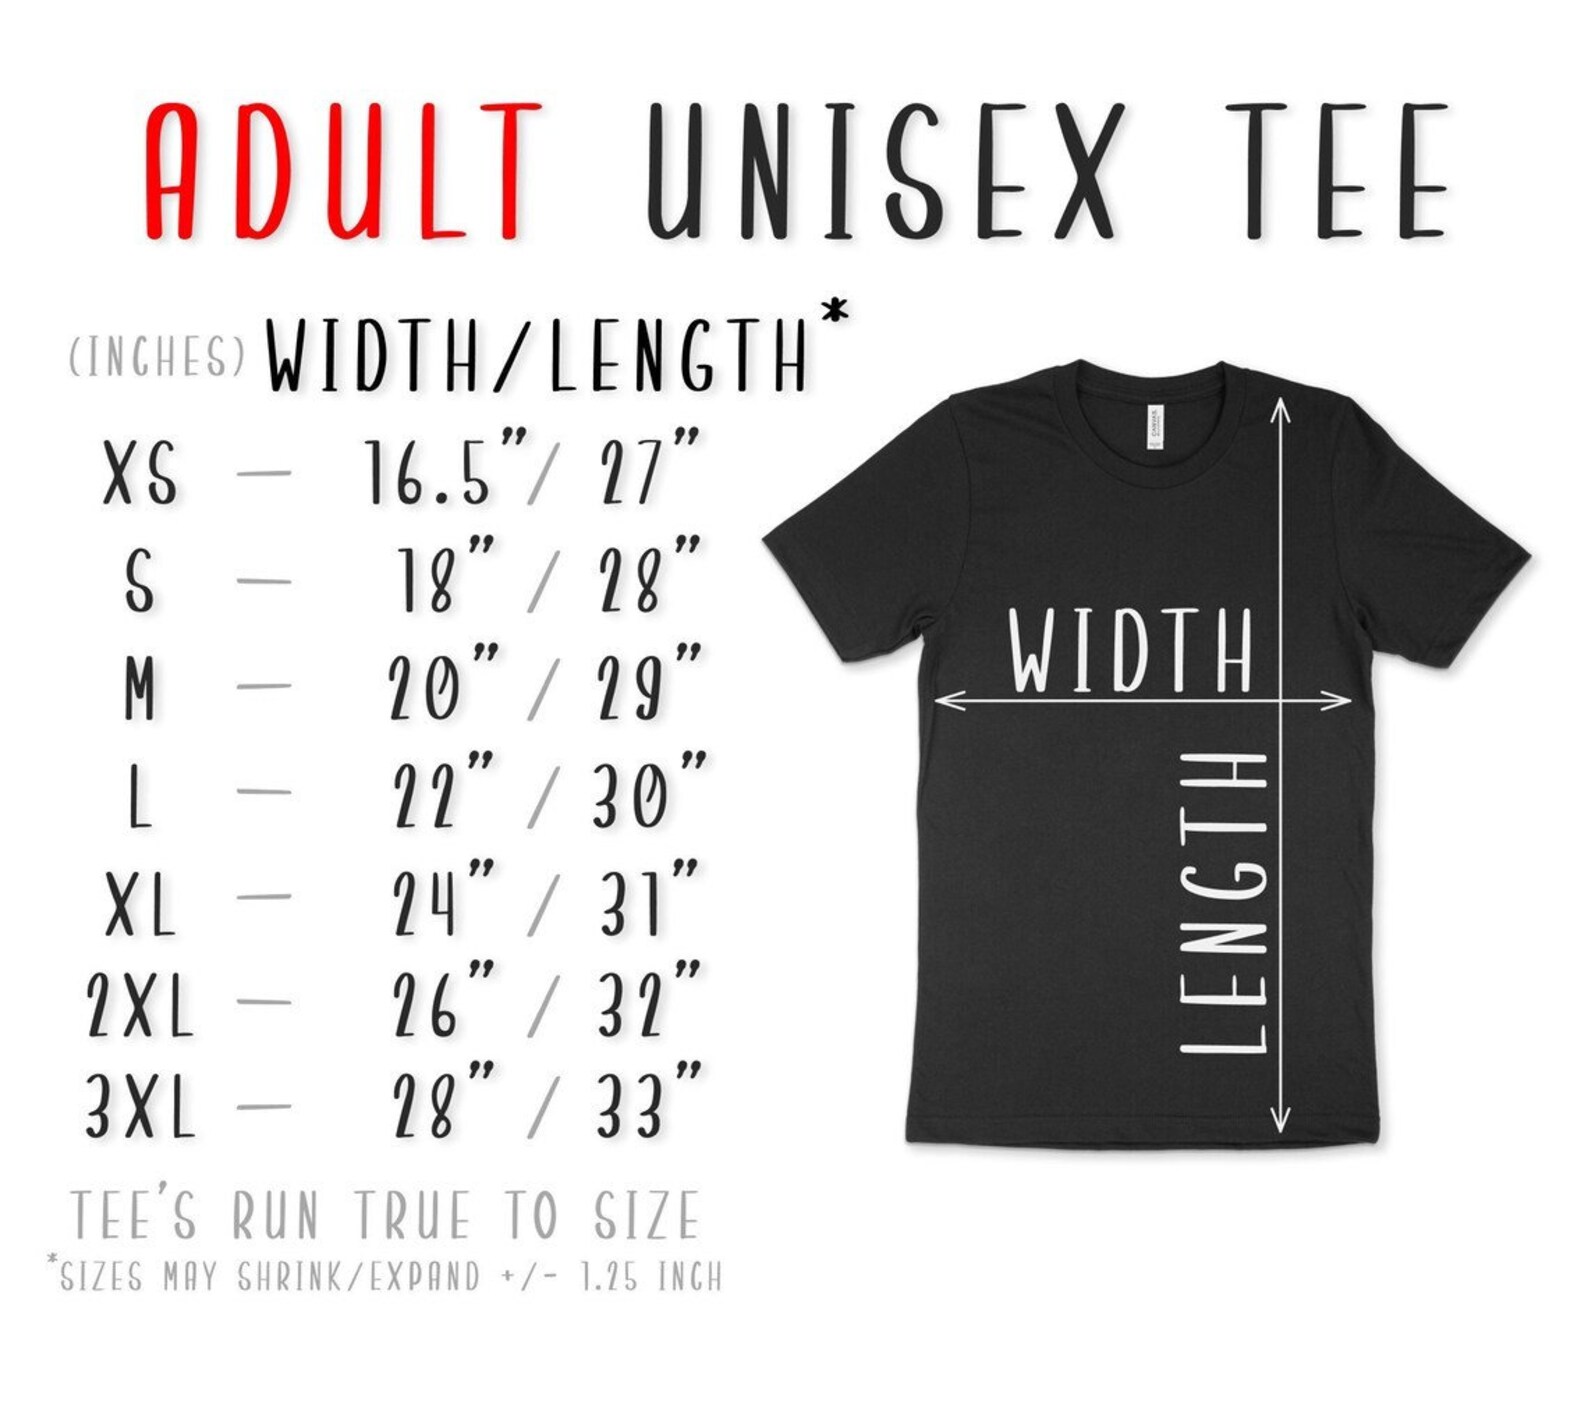 ADULT UNISEX TEE
(INCHES) WIDTH/LENGTH*
XS — 16.5” / 27”
S — 18” / 28”
M — 20” / 29”
L — 22” / 30”
XL — 24” / 31”
2XL — 26” / 32”
3XL — 28” / 33”
TEE’S RUN TRUE TO SIZE
*SIZES MAY SHRINK/EXPAND +/- 1.25 INCH
CANVAS
WIDTH
LENGTH